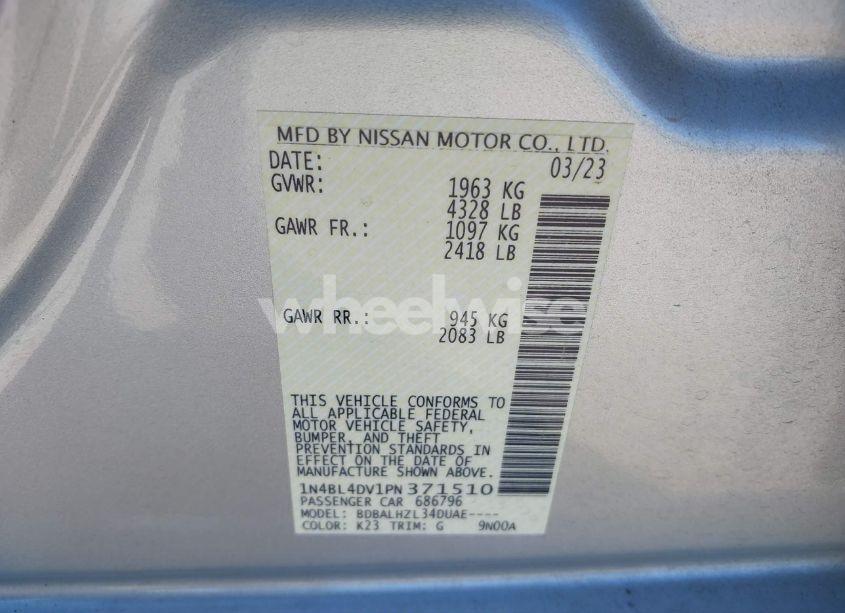 MFD BY NISSAN MOTOR CO., LTD.
DATE: 03/23
GVWR: 1963 KG
4328 LB
GAWR FR.: 1097 KG
2418 LB
wheelwise
GAWR RR.: 945 KG
2083 LB
THIS VEHICLE CONFORMS TO
ALL APPLICABLE FEDERAL
MOTOR VEHICLE SAFETY,
BUMPER, AND THEFT
PREVENTION STANDARDS IN
EFFECT ON THE DATE OF
MANUFACTURE SHOWN ABOVE.
1N4BL4DV1PN371510
PASSENGER CAR 686796
MODEL: BDBALHZL34DUAE----
COLOR: K23 TRIM: G 9N00A